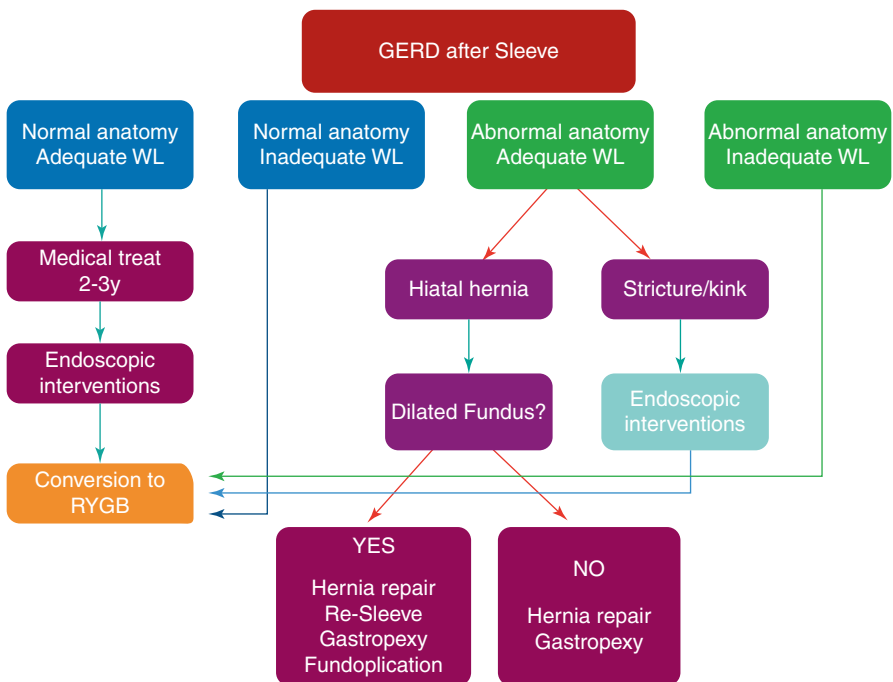 GERD after Sleeve
Normal anatomy
Adequate WL
Normal anatomy
Inadequate WL
Abnormal anatomy
Adequate WL
Abnormal anatomy
Inadequate WL
Medical treat
2-3y
Hiatal hernia
Stricture/kink
Endoscopic
interventions
Dilated Fundus?
Endoscopic
interventions
Conversion to
RYGB
YES
Hernia repair
Re-Sleeve
Gastropexy
Fundoplication
NO
Hernia repair
Gastropexy